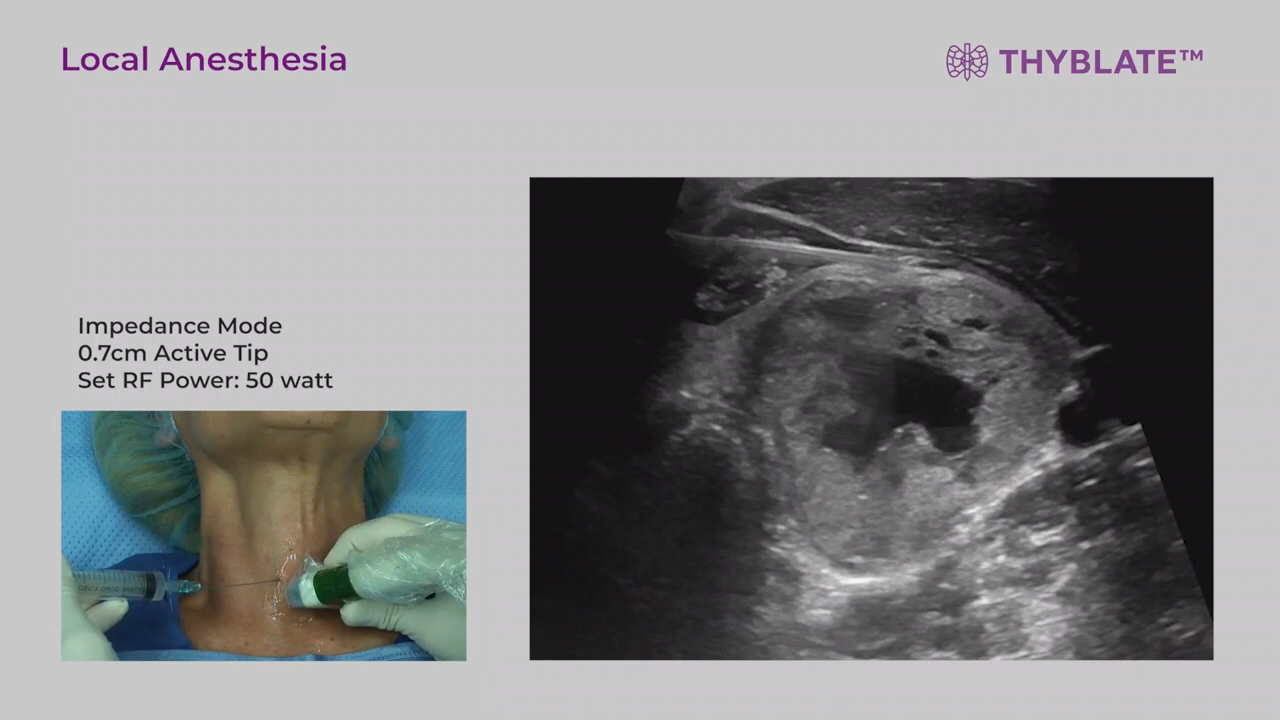 Local Anesthesia
THYBLATE™
Impedance Mode
0.7cm Active Tip
Set RF Power: 50 watt